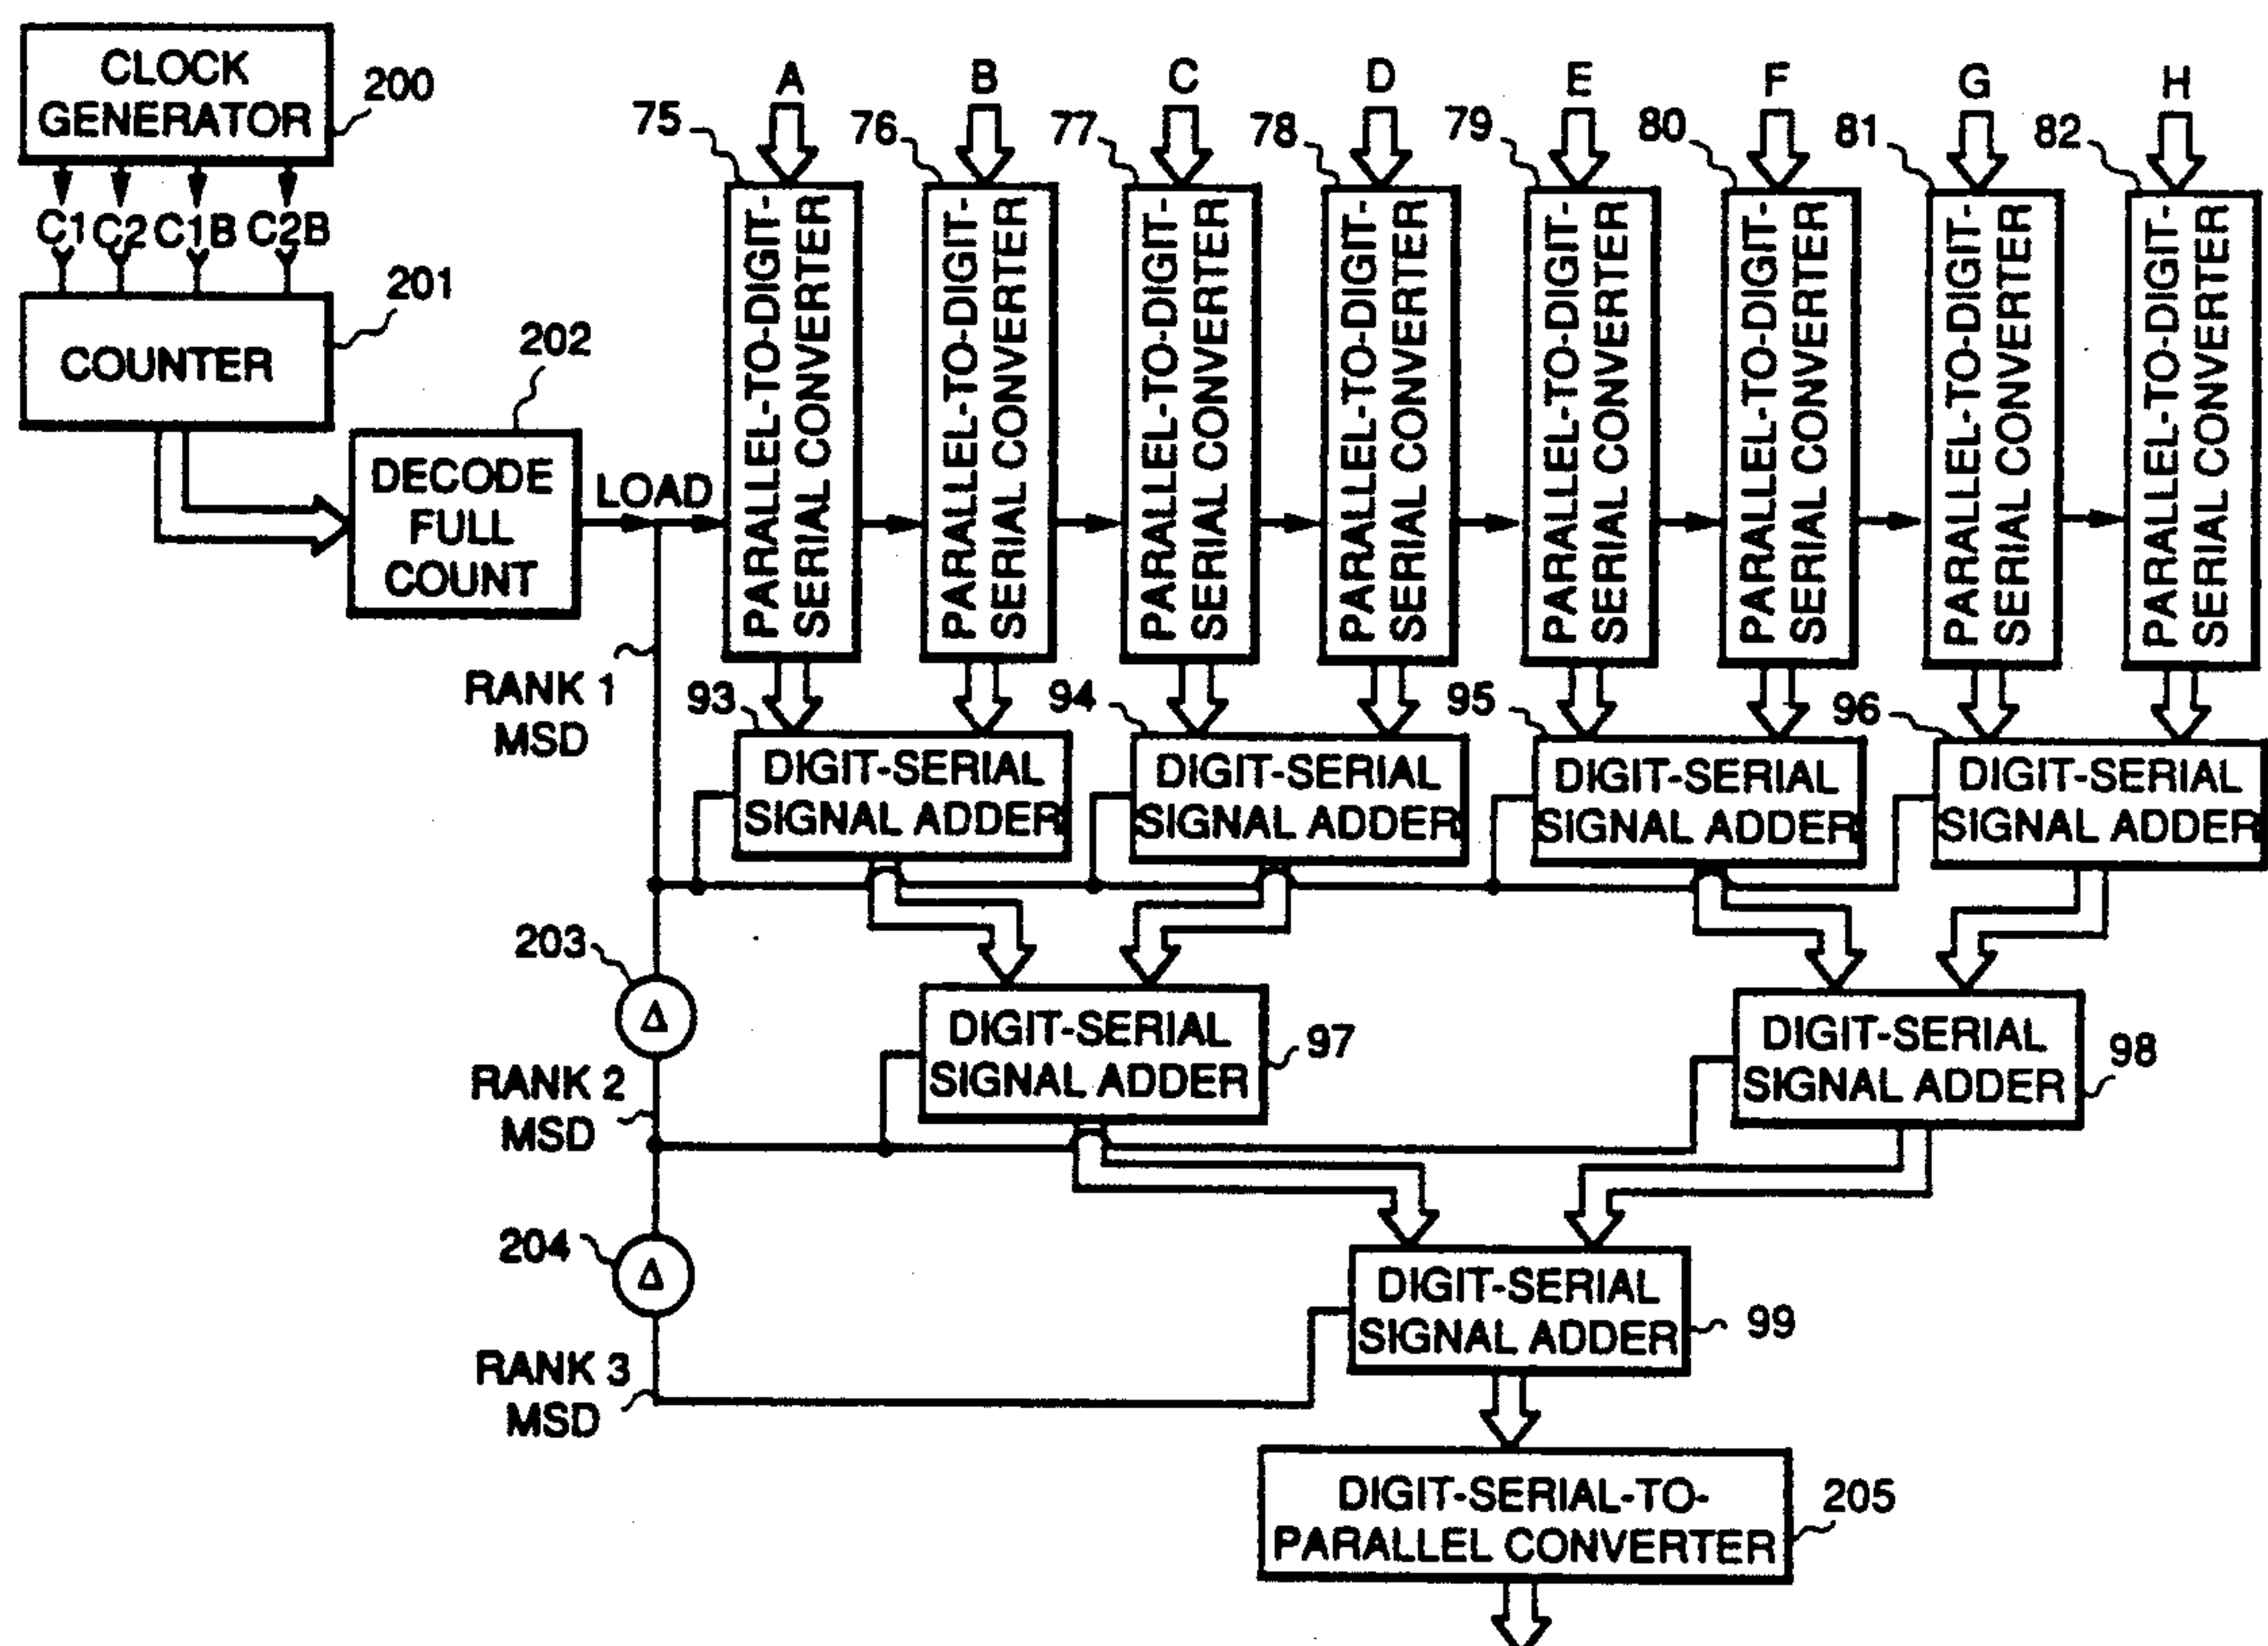 CLOCK
GENERATOR
200
C1 C2 C1B C2B
COUNTER
201
DECODE
FULL
COUNT
202
LOAD
A
B
C
D
E
F
G
H
75
76
77
78
79
80
81
82
PARALLEL-TO-DIGIT-
SERIAL CONVERTER
PARALLEL-TO-DIGIT-
SERIAL CONVERTER
PARALLEL-TO-DIGIT-
SERIAL CONVERTER
PARALLEL-TO-DIGIT-
SERIAL CONVERTER
PARALLEL-TO-DIGIT-
SERIAL CONVERTER
PARALLEL-TO-DIGIT-
SERIAL CONVERTER
PARALLEL-TO-DIGIT-
SERIAL CONVERTER
PARALLEL-TO-DIGIT-
SERIAL CONVERTER
RANK 1
MSD
93
DIGIT-SERIAL
SIGNAL ADDER
94
DIGIT-SERIAL
SIGNAL ADDER
95
DIGIT-SERIAL
SIGNAL ADDER
96
DIGIT-SERIAL
SIGNAL ADDER
203
Δ
RANK 2
MSD
DIGIT-SERIAL
SIGNAL ADDER
97
DIGIT-SERIAL
SIGNAL ADDER
98
204
Δ
RANK 3
MSD
DIGIT-SERIAL
SIGNAL ADDER
99
DIGIT-SERIAL-TO-
PARALLEL CONVERTER
205